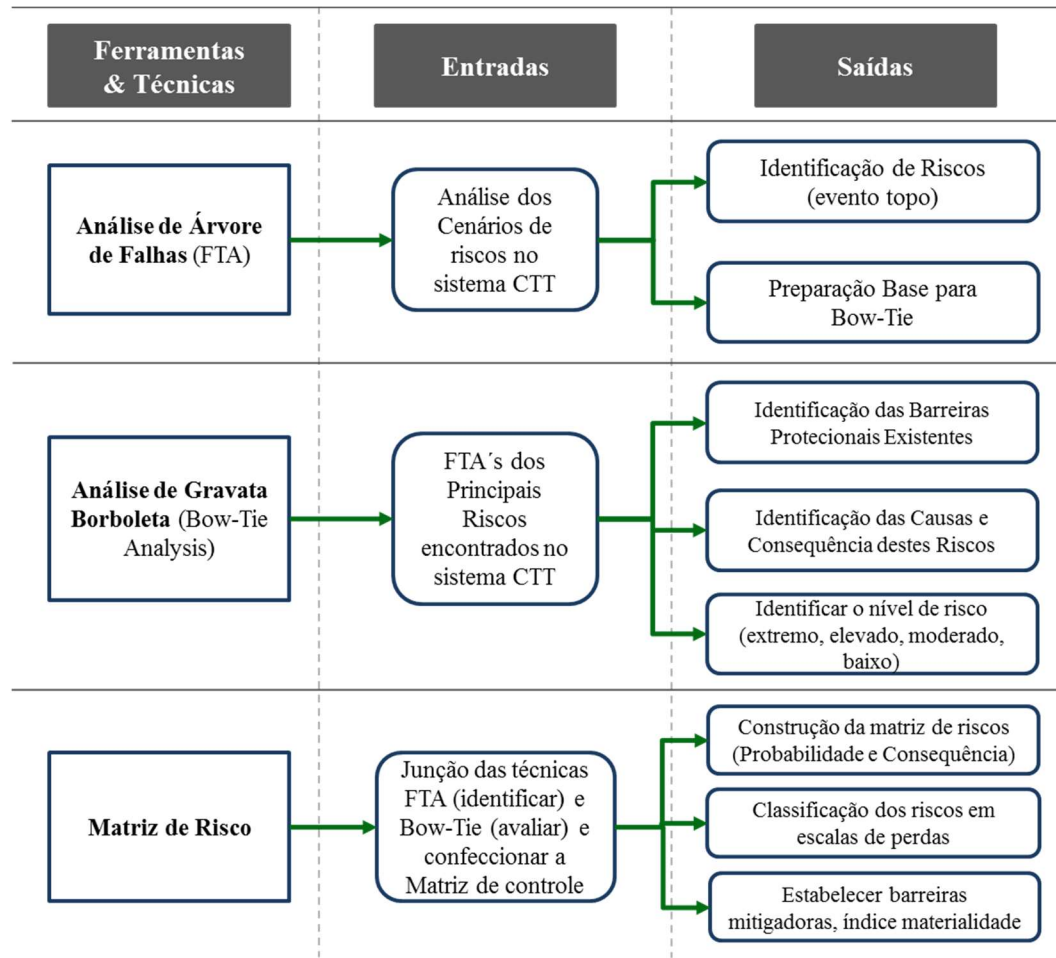 Ferramentas
& Técnicas
Entradas
Saídas
Análise de Árvore
de Falhas (FTA)
Análise dos
Cenários de
riscos no
sistema CTT
Identificação de Riscos
(evento topo)
Preparação Base para
Bow-Tie
Análise de Gravata
Borboleta (Bow-Tie
Analysis)
FTA´s dos
Principais
Riscos
encontrados no
sistema CTT
Identificação das Barreiras
Protecionais Existentes
Identificação das Causas e
Consequência destes Riscos
Identificar o nível de risco
(extremo, elevado, moderado,
baixo)
Matriz de Risco
Junção das técnicas
FTA (identificar) e
Bow-Tie (avaliar) e
confeccionar a
Matriz de controle
Construção da matriz de riscos
(Probabilidade e Consequência)
Classificação dos riscos em
escalas de perdas
Estabelecer barreiras
mitigadoras, índice materialidade